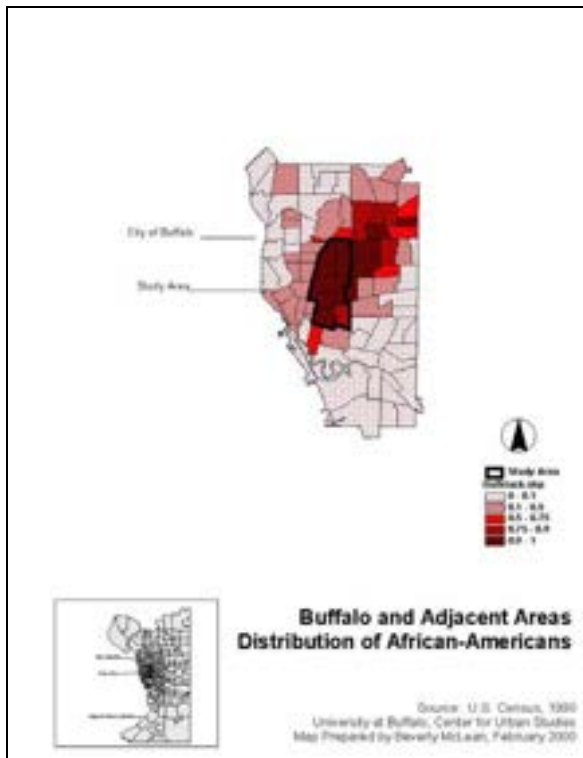 City of Buffalo
Study Area
Study Area
0 - 0.1
0.1 - 0.5
0.5 - 0.75
0.75 - 0.9
0.9 - 1
Buffalo and Adjacent Areas
Distribution of African-Americans
Source: U.S. Census, 1990
University at Buffalo, Center for Urban Studies
Map Prepared by Beverly McLean, February 2000